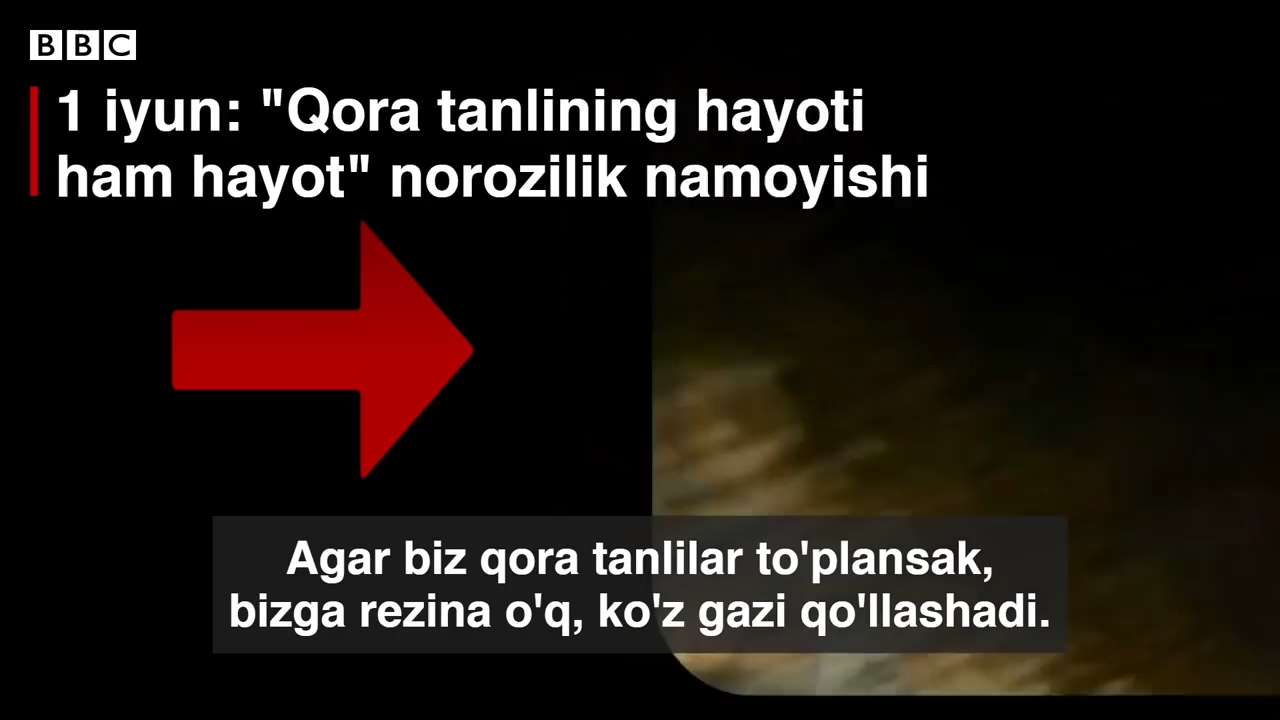 BBC
1 iyun: "Qora tanlining hayoti
ham hayot" norozilik namoyishi
Agar biz qora tanlilar to'plansak,
bizga rezina o'q, ko'z gazi qo'llashadi.